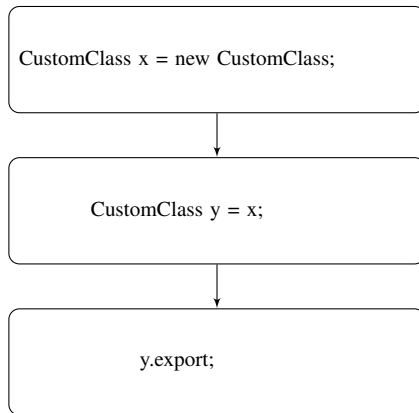 CustomClass x = new CustomClass;
CustomClass y = x;
y.export;